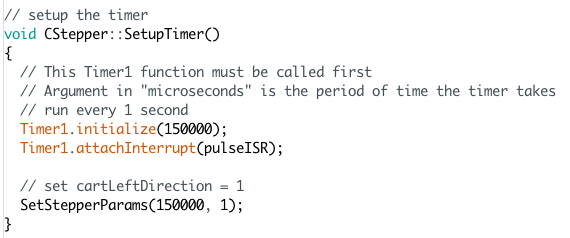 // setup the timer
void CStepper::SetupTimer()
{
  // This Timer1 function must be called first
  // Argument in "microseconds" is the period of time the timer takes
  // run every 1 second
  Timer1.initialize(150000);
  Timer1.attachInterrupt(pulseISR);

  // set cartLeftDirection = 1
  SetStepperParams(150000, 1);
}